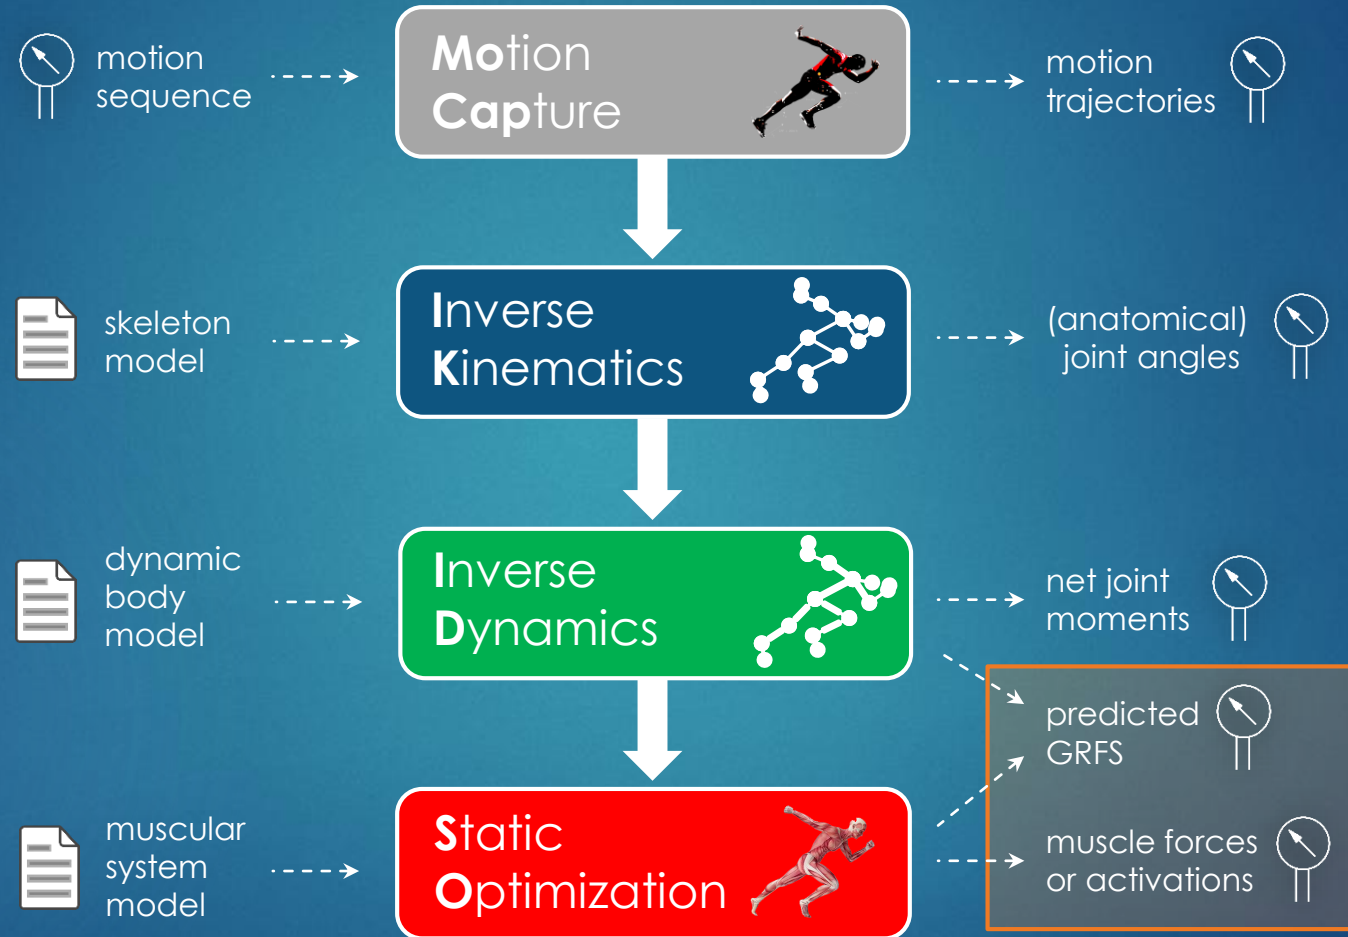 motion
sequence
Motion
Capture
motion
trajectories
skeleton
model
Inverse
Kinematics
(anatomical)
joint angles
dynamic
body
model
Inverse
Dynamics
net joint
moments
predicted
GRFS
muscular
system
model
Static
Optimization
muscle forces
or activations